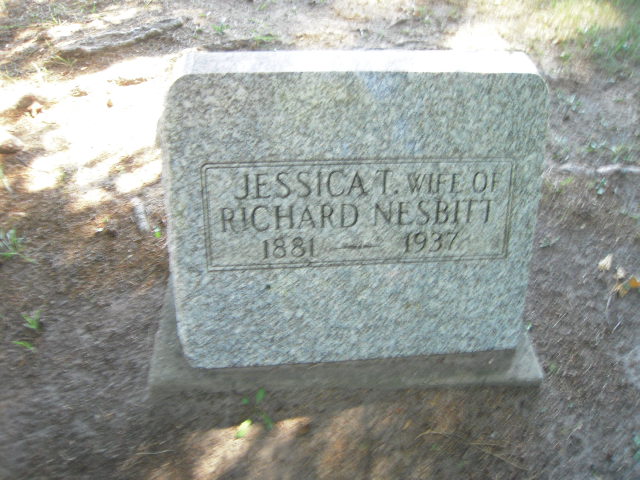 JESSICA T. WIFE OF
RICHARD NESBITT
1881 — 1937